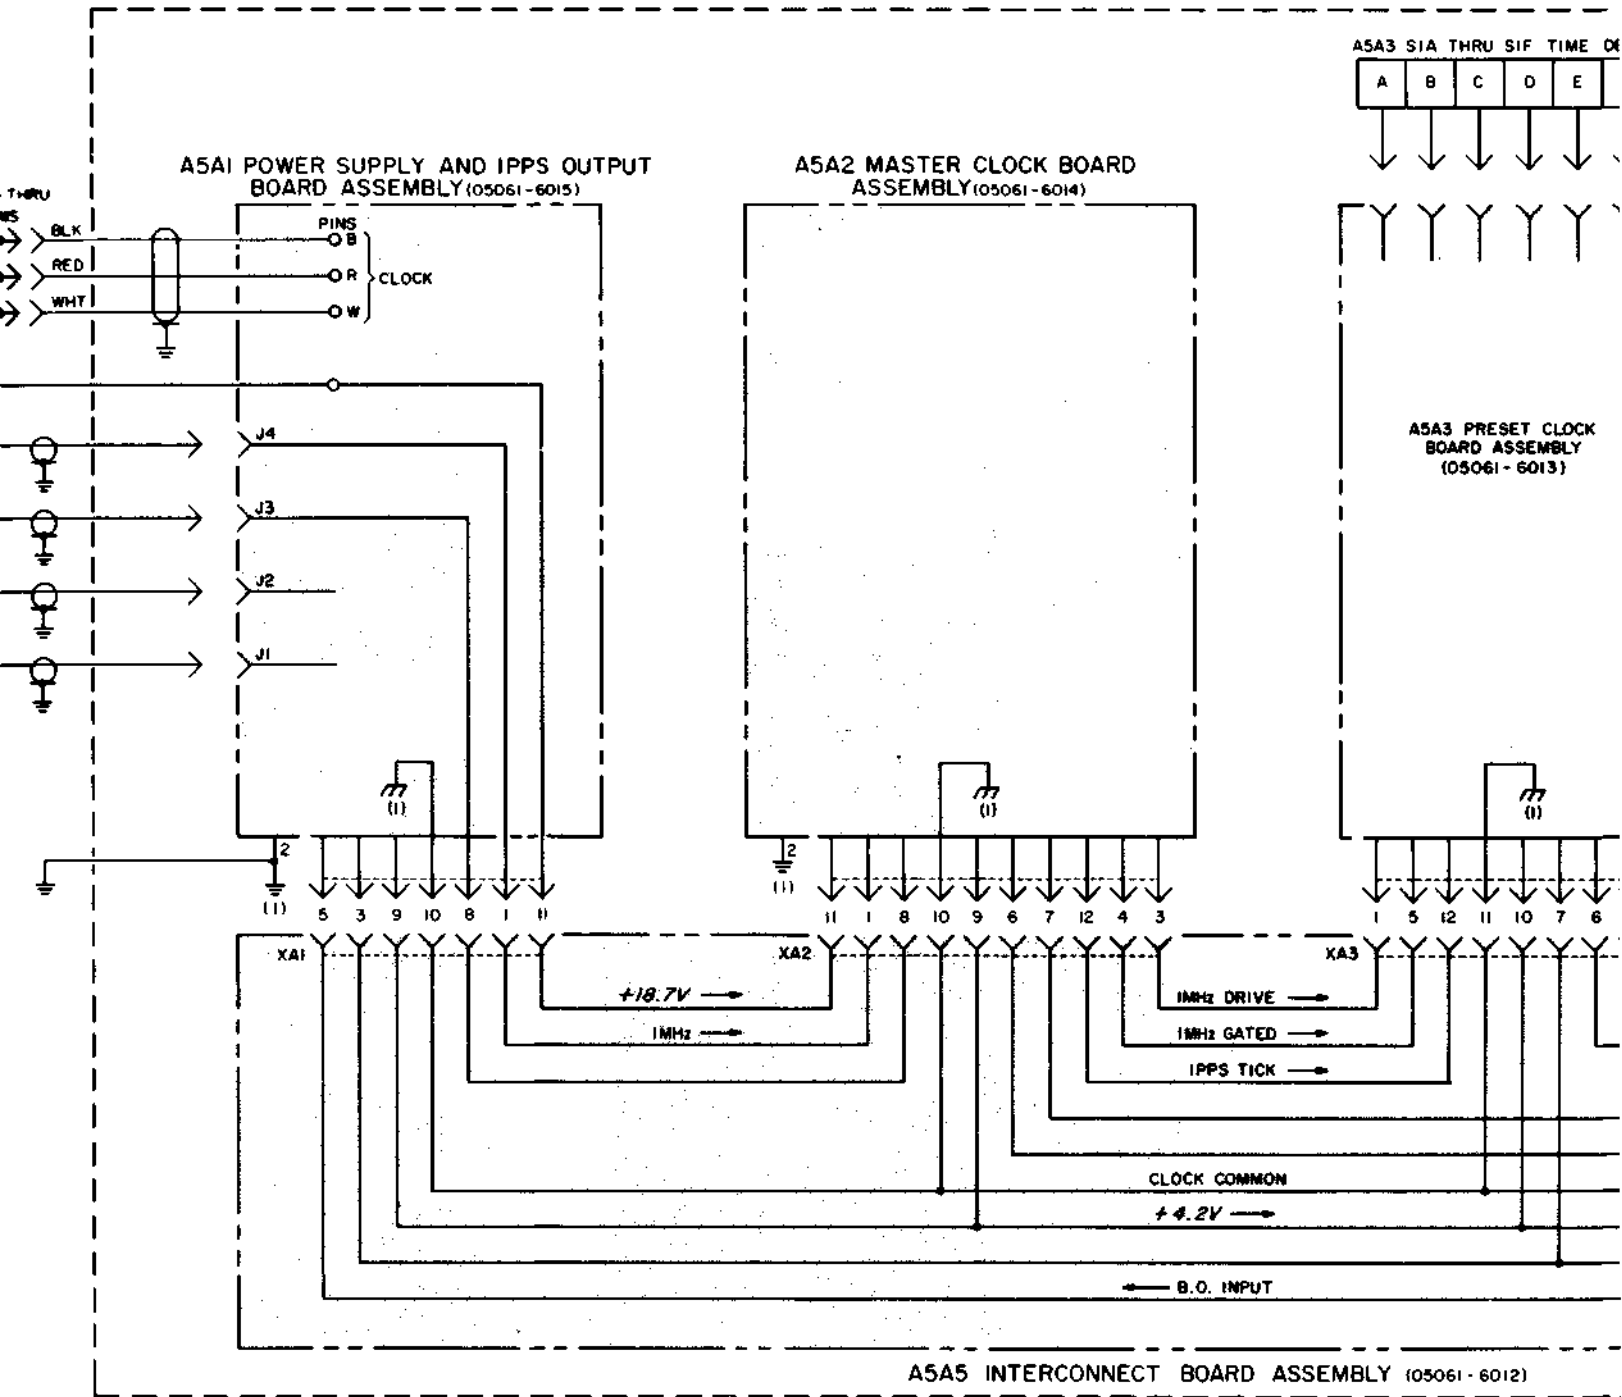 A5A3 S1A THRU S1F TIME
A B C D E
A5A1 POWER SUPPLY AND 1PPS OUTPUT
BOARD ASSEMBLY (05061-6015)
A5A2 MASTER CLOCK BOARD
ASSEMBLY (05061-6014)
THRU
BLK
RED
WHT
PINS
B
R
W
CLOCK
J4
J3
J2
J1
A5A3 PRESET CLOCK
BOARD ASSEMBLY
(05061-6013)
(1)
(1)
(1)
2
(1)
2
(1)
5 3 9 10 8 1 11
11 1 8 10 9 6 7 12 4 3
1 5 12 11 10 7 6
XA1
XA2
XA3
+18.7V
1MHz
1MHz DRIVE
1MHz GATED
1PPS TICK
CLOCK COMMON
+4.2V
B.O. INPUT
A5A5 INTERCONNECT BOARD ASSEMBLY (05061-6012)